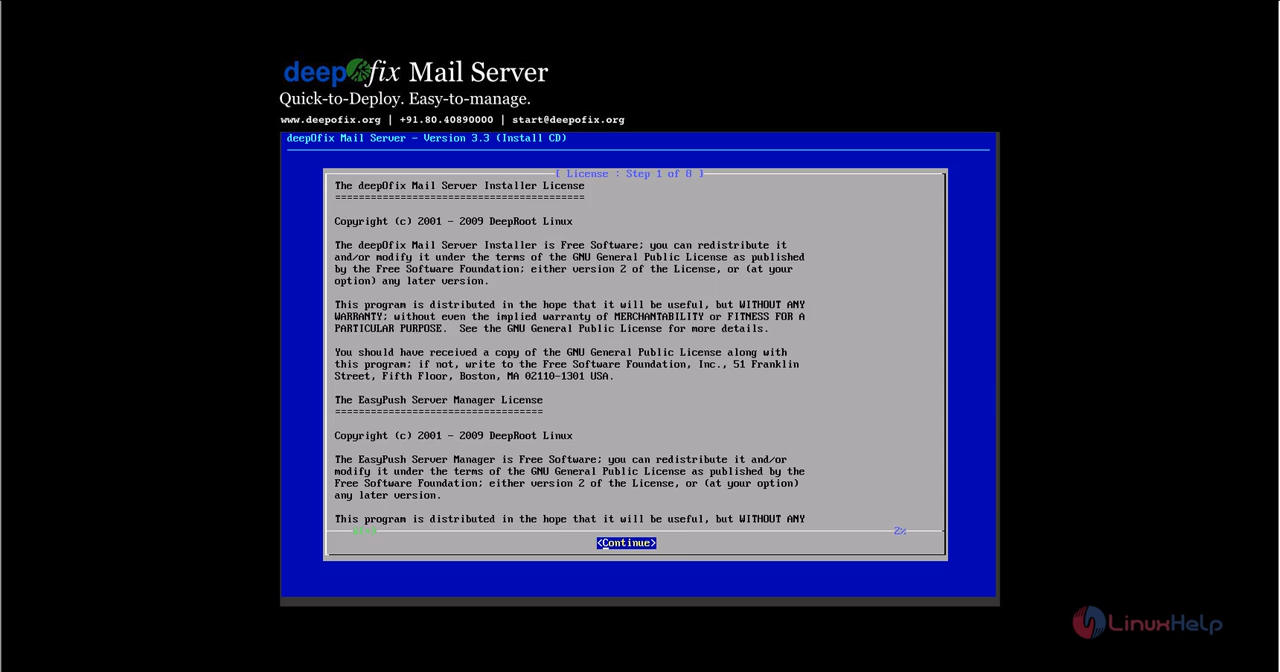 deepOfix Mail Server
Quick-to-Deploy. Easy-to-manage.
www.deepofix.org | +91.80.40890000 | start@deepofix.org
deepOfix Mail Server - Version 3.3 (Install CD)
[ License : Step 1 of 8 ]
The deepOfix Mail Server Installer License
==========================================
Copyright (c) 2001 - 2009 DeepRoot Linux
The deepOfix Mail Server Installer is Free Software; you can redistribute it
and/or modify it under the terms of the GNU General Public License as published
by the Free Software Foundation; either version 2 of the License, or (at your
option) any later version.
This program is distributed in the hope that it will be useful, but WITHOUT ANY
WARRANTY; without even the implied warranty of MERCHANTABILITY or FITNESS FOR A
PARTICULAR PURPOSE.  See the GNU General Public License for more details.
You should have received a copy of the GNU General Public License along with
this program; if not, write to the Free Software Foundation, Inc., 51 Franklin
Street, Fifth Floor, Boston, MA 02110-1301 USA.
The EasyPush Server Manager License
===================================
Copyright (c) 2001 - 2009 DeepRoot Linux
The EasyPush Server Manager is Free Software; you can redistribute it and/or
modify it under the terms of the GNU General Public License as published by the
Free Software Foundation; either version 2 of the License, or (at your option)
any later version.
This program is distributed in the hope that it will be useful, but WITHOUT ANY
2%
<Continue>
LinuxHelp